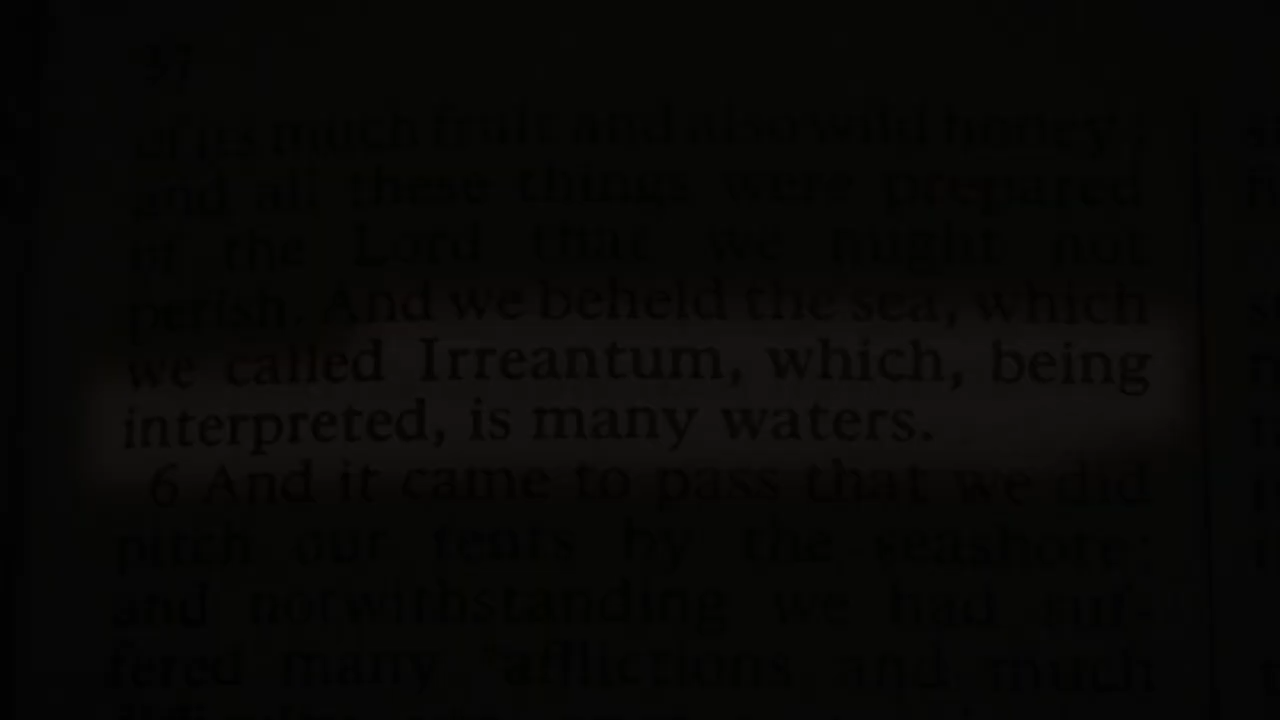 37
of its much fruit and also wild honey;
and all these things were prepared
of the Lord that we might not
perish. And we beheld the sea, which
we called Irreantum, which, being
interpreted, is many waters.
6 And it came to pass that we did
pitch our tents by the seashore;
and notwithstanding we had suf-
fered many afflictions and much